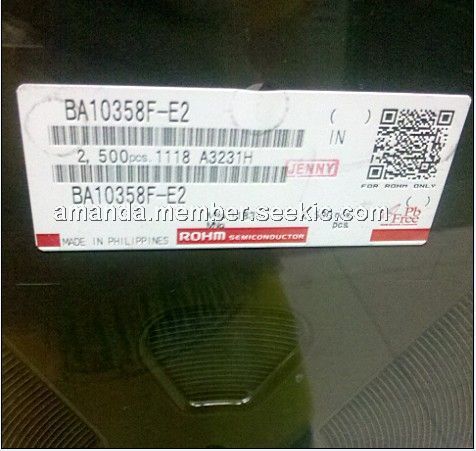 BA10358F-E2 ( )
IN
2,500pcs. 1118 A3231H
JENNY
FOR ROHM ONLY
BA10358F-E2 ( )
amanda.member.seekic.com
pcs
Pb
Free
MADE IN PHILIPPINES ROHM SEMICONDUCTOR